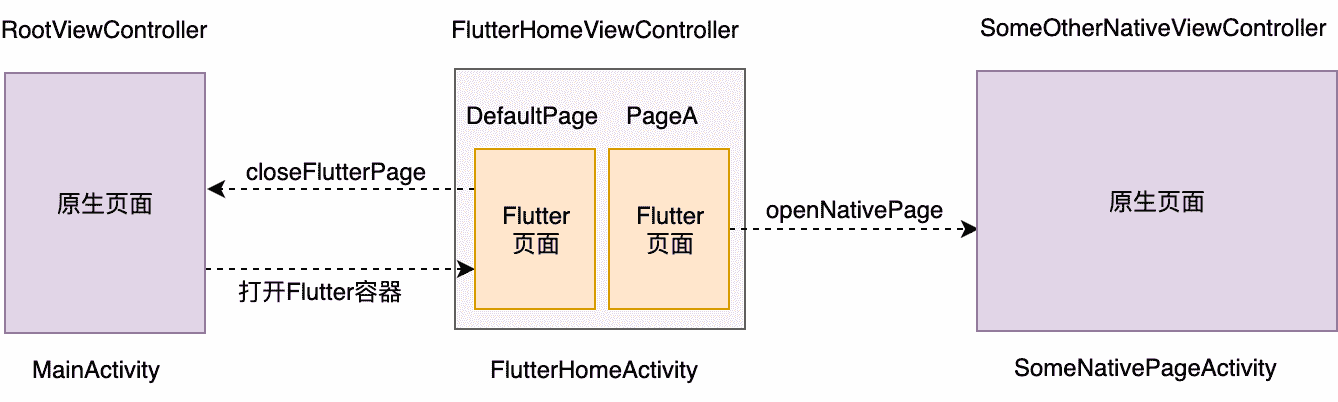 RootViewController
FlutterHomeViewController
SomeOtherNativeViewController
DefaultPage
PageA
closeFlutterPage
原生页面
Flutter
页面
Flutter
页面
openNativePage
原生页面
打开Flutter容器
MainActivity
FlutterHomeActivity
SomeNativePageActivity